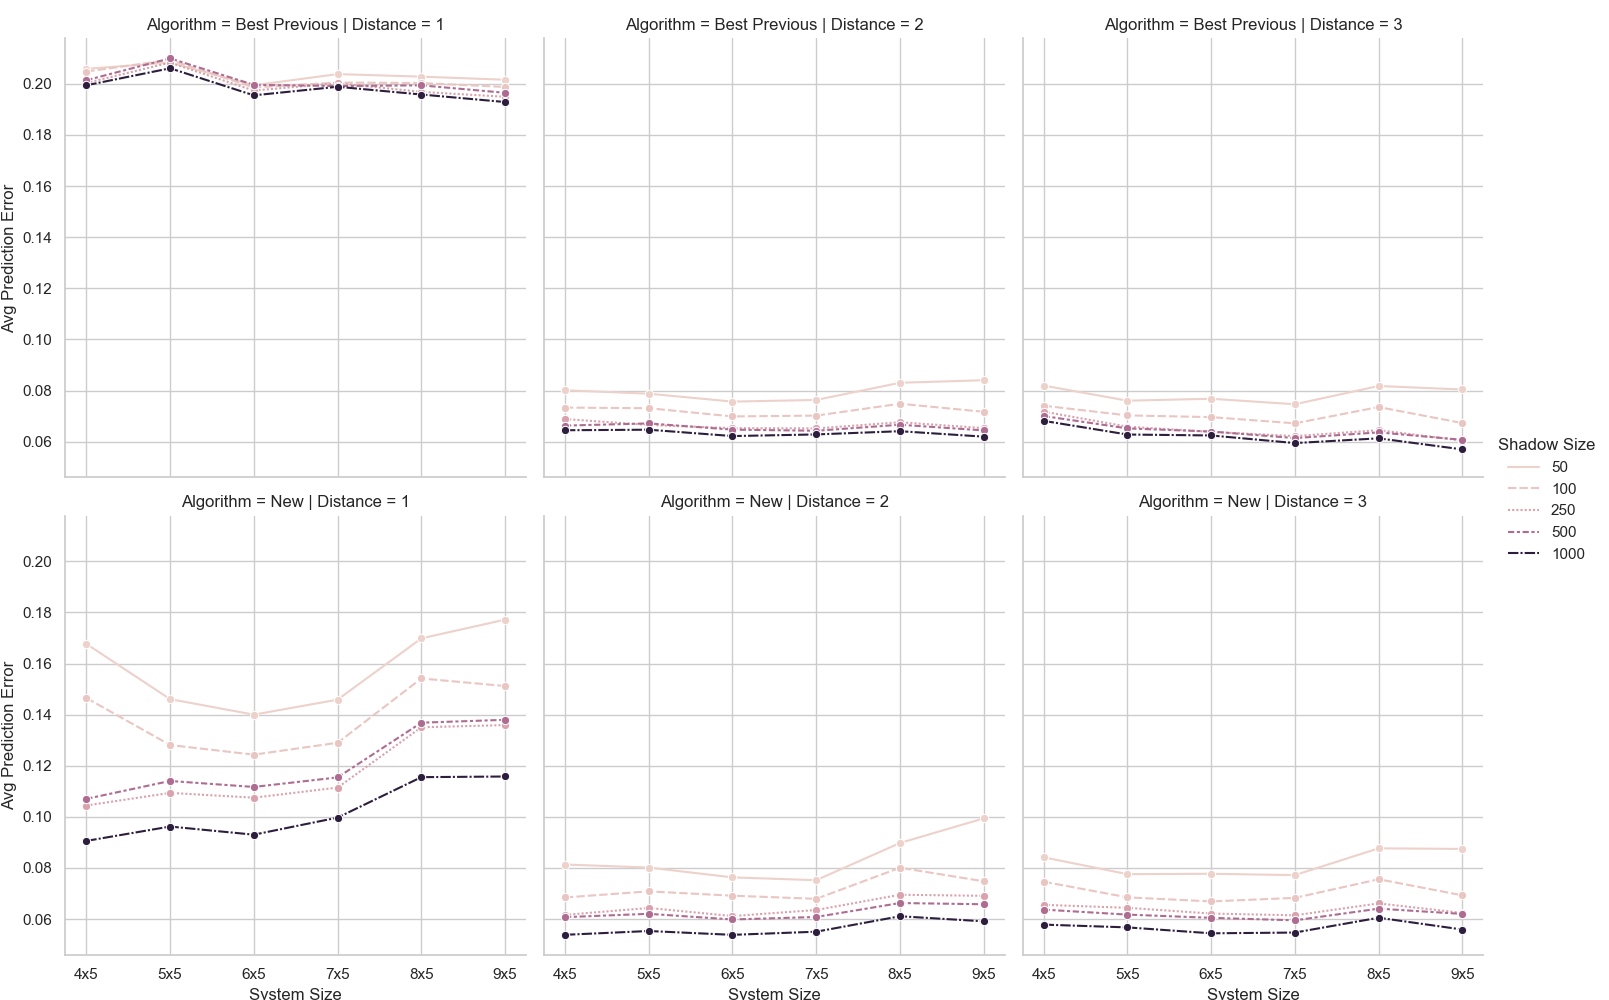 Algorithm = Best Previous | Distance = 1
Algorithm = Best Previous | Distance = 2
Algorithm = Best Previous | Distance = 3
Avg Prediction Error
0.20
0.18
0.16
0.14
0.12
0.10
0.08
0.06
Algorithm = New | Distance = 1
Algorithm = New | Distance = 2
Algorithm = New | Distance = 3
Avg Prediction Error
0.20
0.18
0.16
0.14
0.12
0.10
0.08
0.06
4x5 5x5 6x5 7x5 8x5 9x5
4x5 5x5 6x5 7x5 8x5 9x5
4x5 5x5 6x5 7x5 8x5 9x5
System Size
System Size
System Size
Shadow Size
50
100
250
500
1000